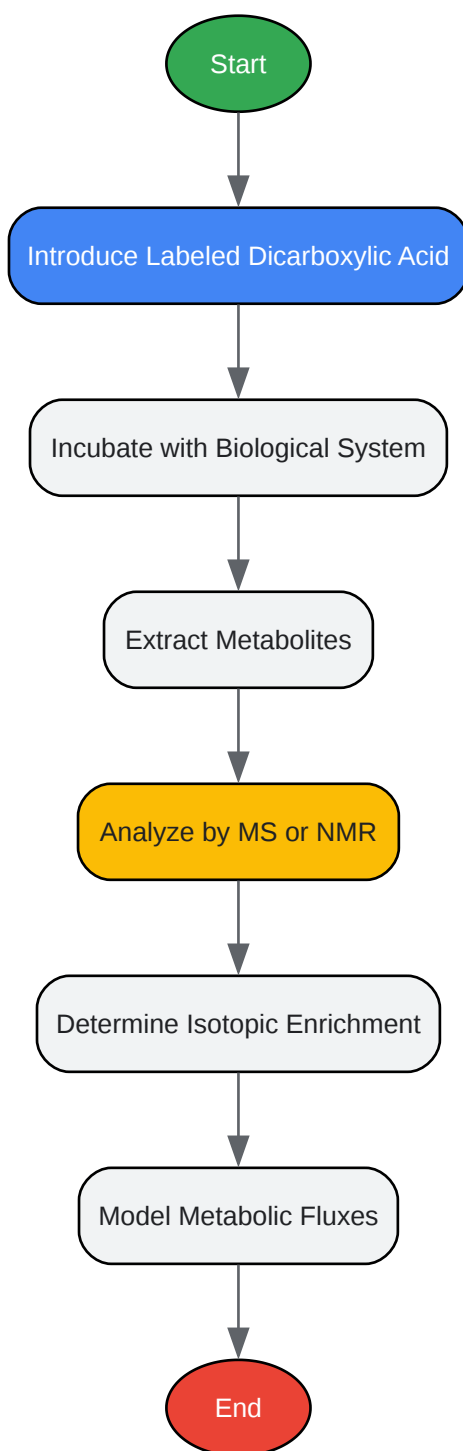 Start
Introduce Labeled Dicarboxylic Acid
Incubate with Biological System
Extract Metabolites
Analyze by MS or NMR
Determine Isotopic Enrichment
Model Metabolic Fluxes
End